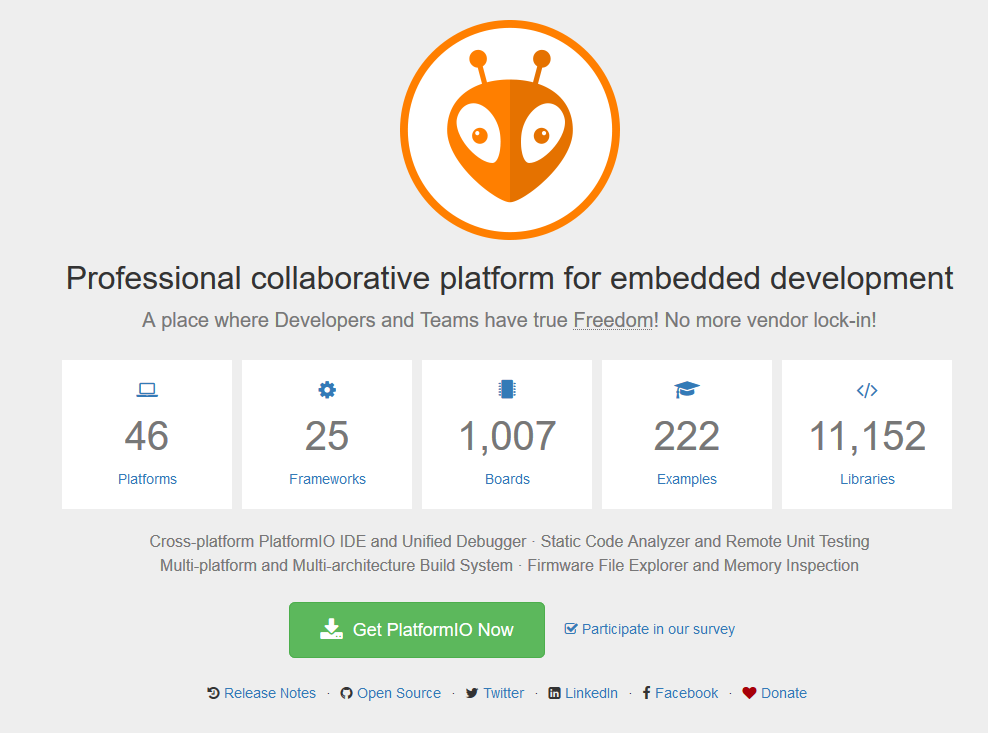 Professional collaborative platform for embedded development
A place where Developers and Teams have true Freedom! No more vendor lock-in!
46
Platforms
25
Frameworks
1,007
Boards
222
Examples
11,152
Libraries
Cross-platform PlatformIO IDE and Unified Debugger · Static Code Analyzer and Remote Unit Testing
Multi-platform and Multi-architecture Build System · Firmware File Explorer and Memory Inspection
Get PlatformIO Now
Participate in our survey
Release Notes · Open Source · Twitter · LinkedIn · Facebook · Donate